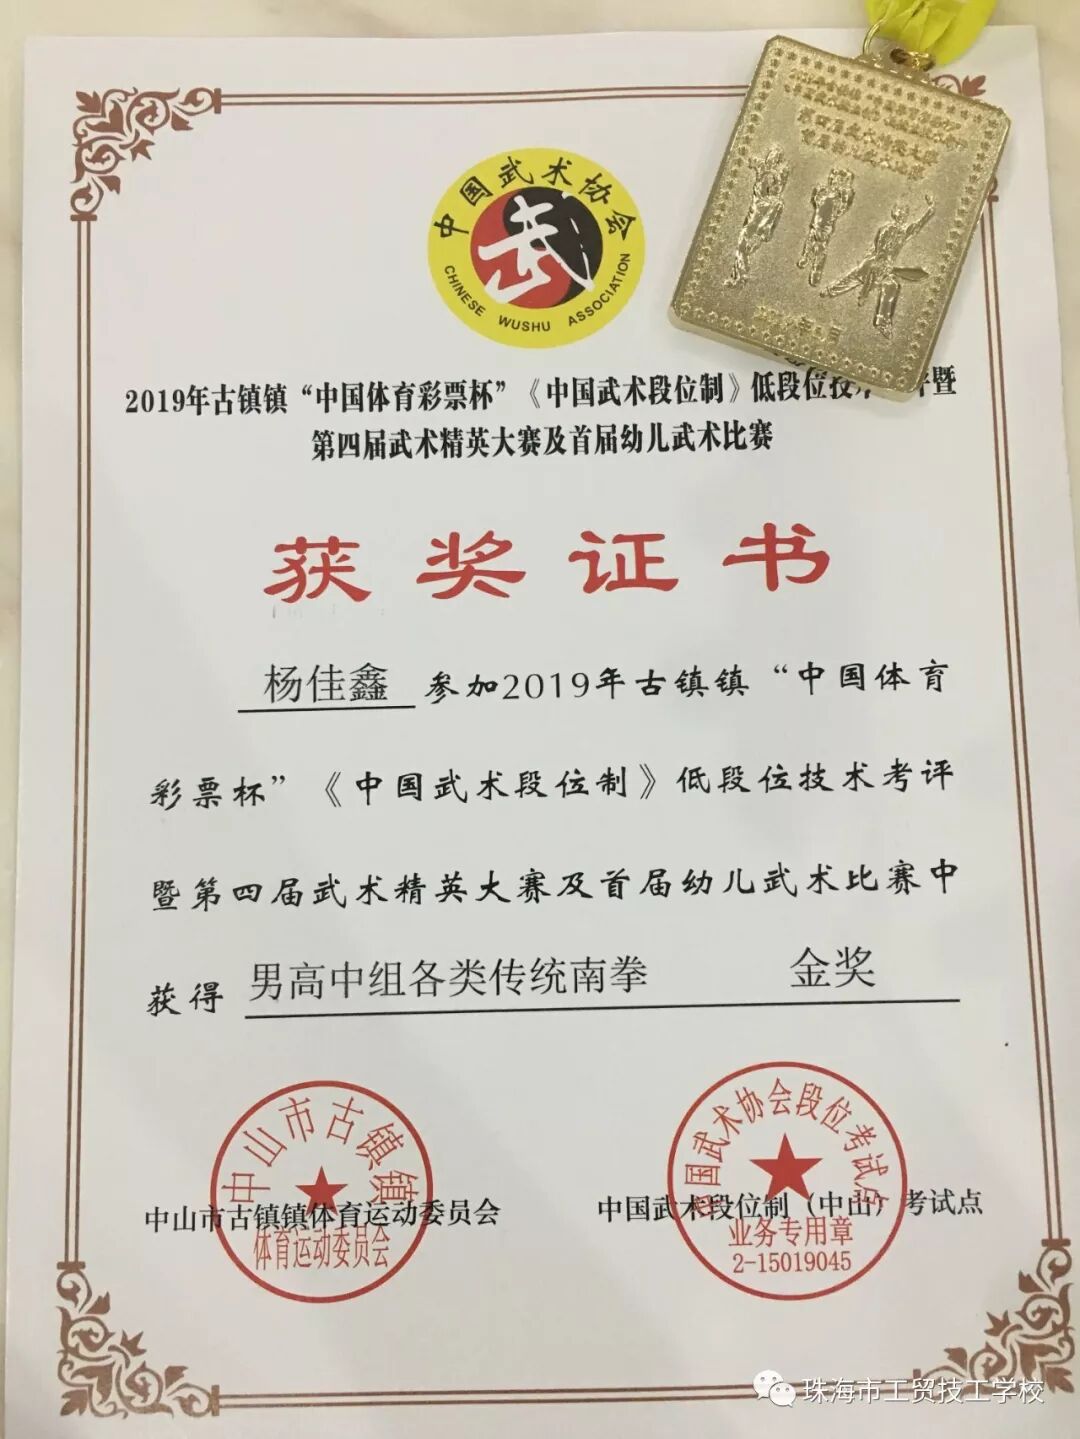 中国武术协会
CHINESE WUSHU ASSOCIATION
2019年古镇镇“中国体育彩票杯”《中国武术段位制》低段位技 评暨
第四届武术精英大赛及首届幼儿武术比赛
获奖证书
杨佳鑫 参加2019年古镇镇“中国体育
彩票杯”《中国武术段位制》低段位技术考评
暨第四届武术精英大赛及首届幼儿武术比赛中
获得 男高中组各类传统南拳 金奖
中山市古镇镇
体育运动委员会
中山市古镇镇体育运动委员会
中国武术协会段位考试点
中国武术段位制（中山）考试点
业务专用章
2-15019045
珠海市工贸技工学校